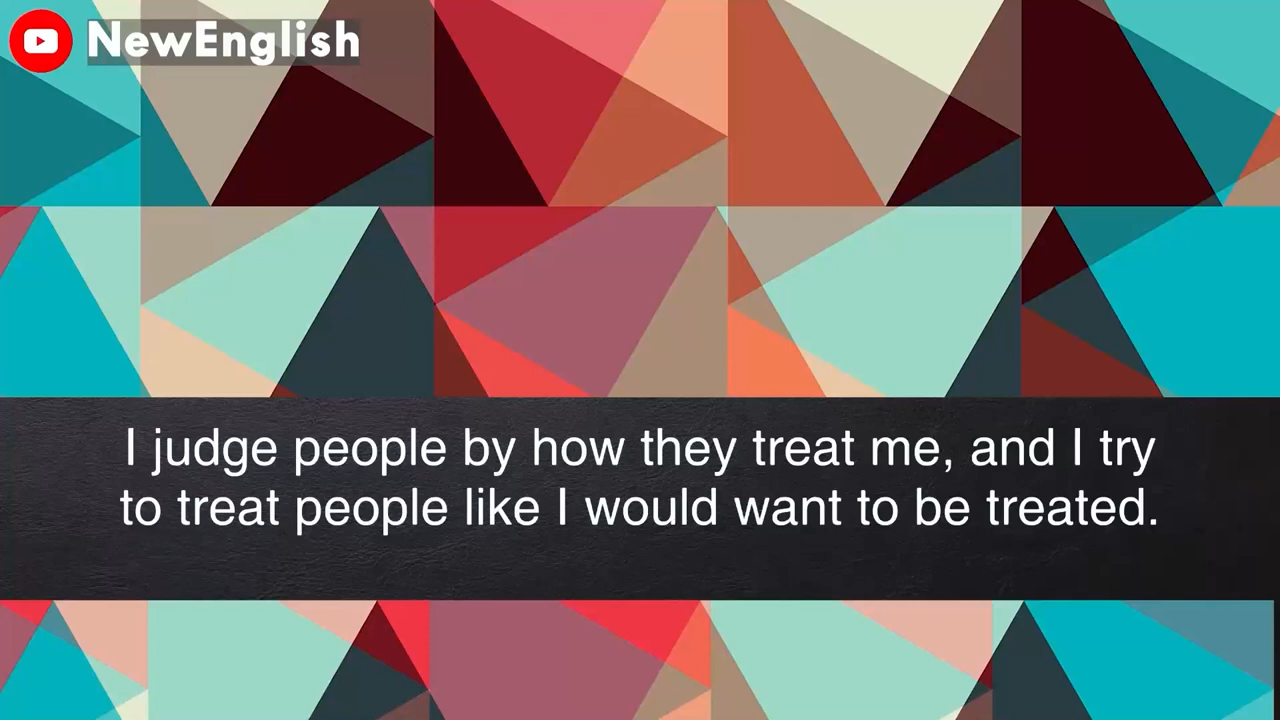 NewEnglish
I judge people by how they treat me, and I try
to treat people like I would want to be treated.